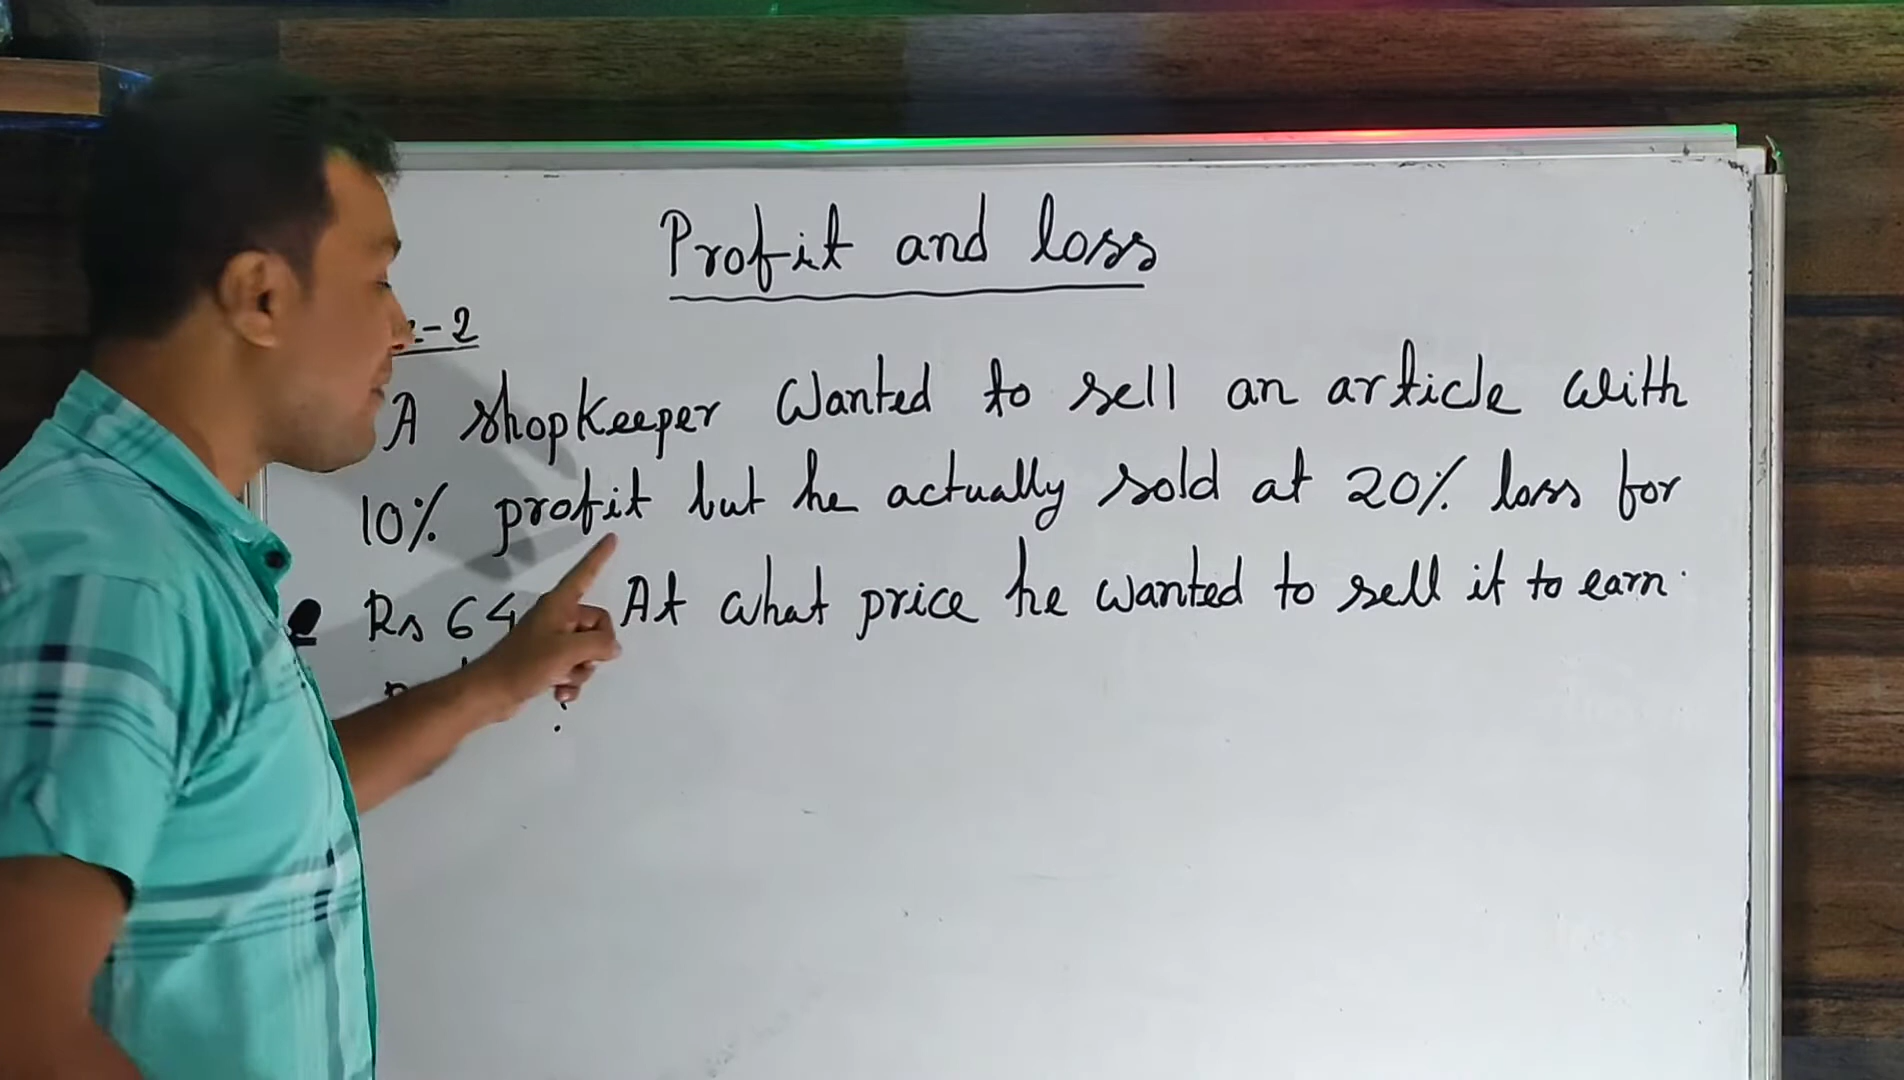 Profit and loss
-2
A shopkeeper wanted to sell an article with
10% profit but he actually sold at 20% loss for
Rs 64 At what price he wanted to sell it to earn
?